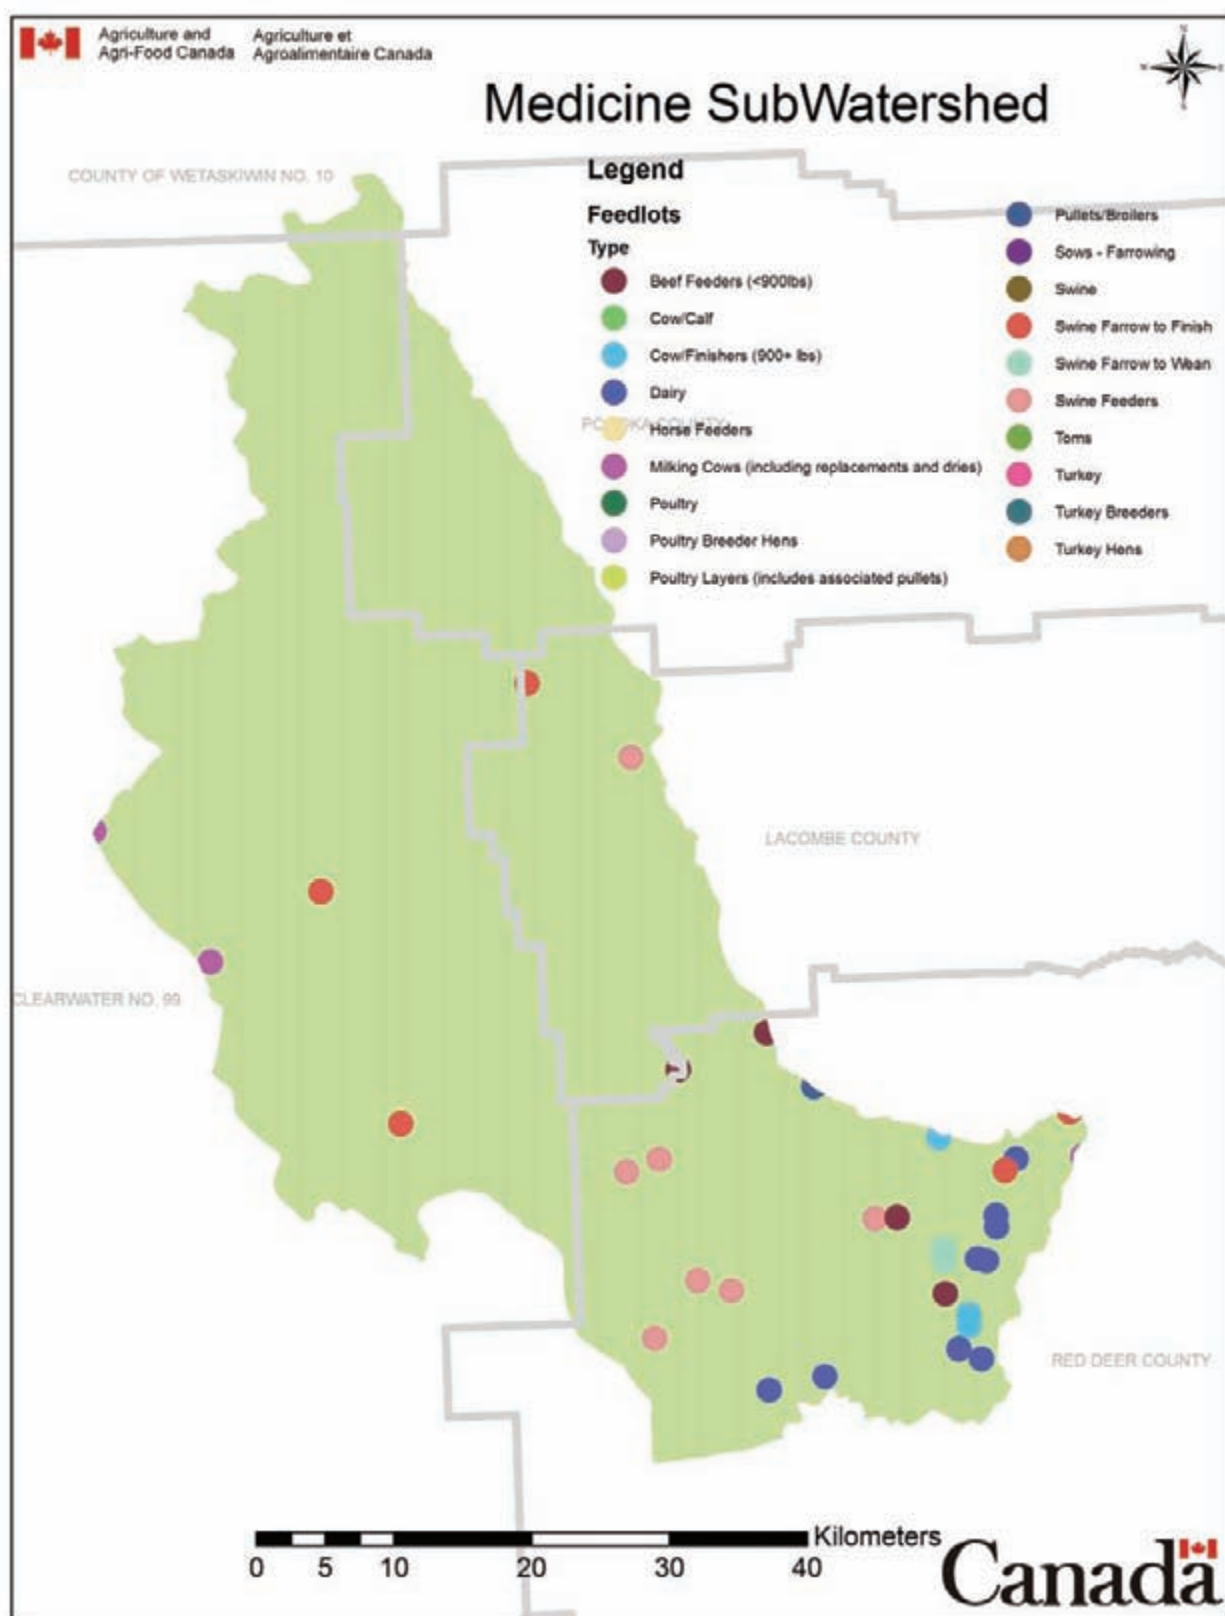 Agriculture and Agriculture et
Agri-Food Canada Agroalimentaire Canada
Medicine SubWatershed
COUNTY OF WETASKIWIN NO. 10
Legend
Feedlots
Type
Beef Feeders (<900lbs)
Cow/Calf
Cow/Finishers (900+ lbs)
Dairy
Horse Feeders
Milking Cows (including replacements and dries)
Poultry
Poultry Breeder Hens
Poultry Layers (includes associated pullets)
Pullets/Broilers
Sows - Farrowing
Swine
Swine Farrow to Finish
Swine Farrow to Wean
Swine Feeders
Toms
Turkey
Turkey Breeders
Turkey Hens
COUNTY
LACOMBE COUNTY
CLEARWATER NO. 99
RED DEER COUNTY
Kilometers
0 5 10 20 30 40
Canada